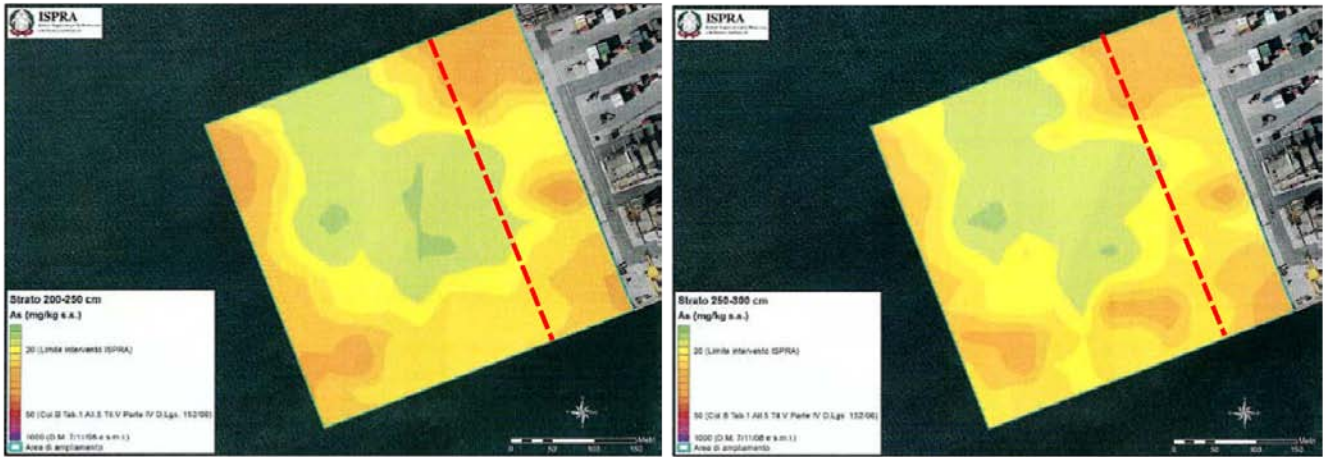 ISPRA
Strato 200-250 cm
As (mg/kg s.s.)
20 (Limite intervento ISPRA)
50 (Col.B Tab.1 All.5 Tit.V Parte IV D.Lgs. 152/06)
1000 (D.M. 7/11/08 e s.m.i.)
Area di ampliamento
Metri
0 50 100 150
ISPRA
Strato 250-300 cm
As (mg/kg s.s.)
20 (Limite intervento ISPRA)
50 (Col.B Tab.1 All.5 Tit.V Parte IV D.Lgs. 152/06)
1000 (D.M. 7/11/08 e s.m.i.)
Area di ampliamento
Metri
0 50 100 150